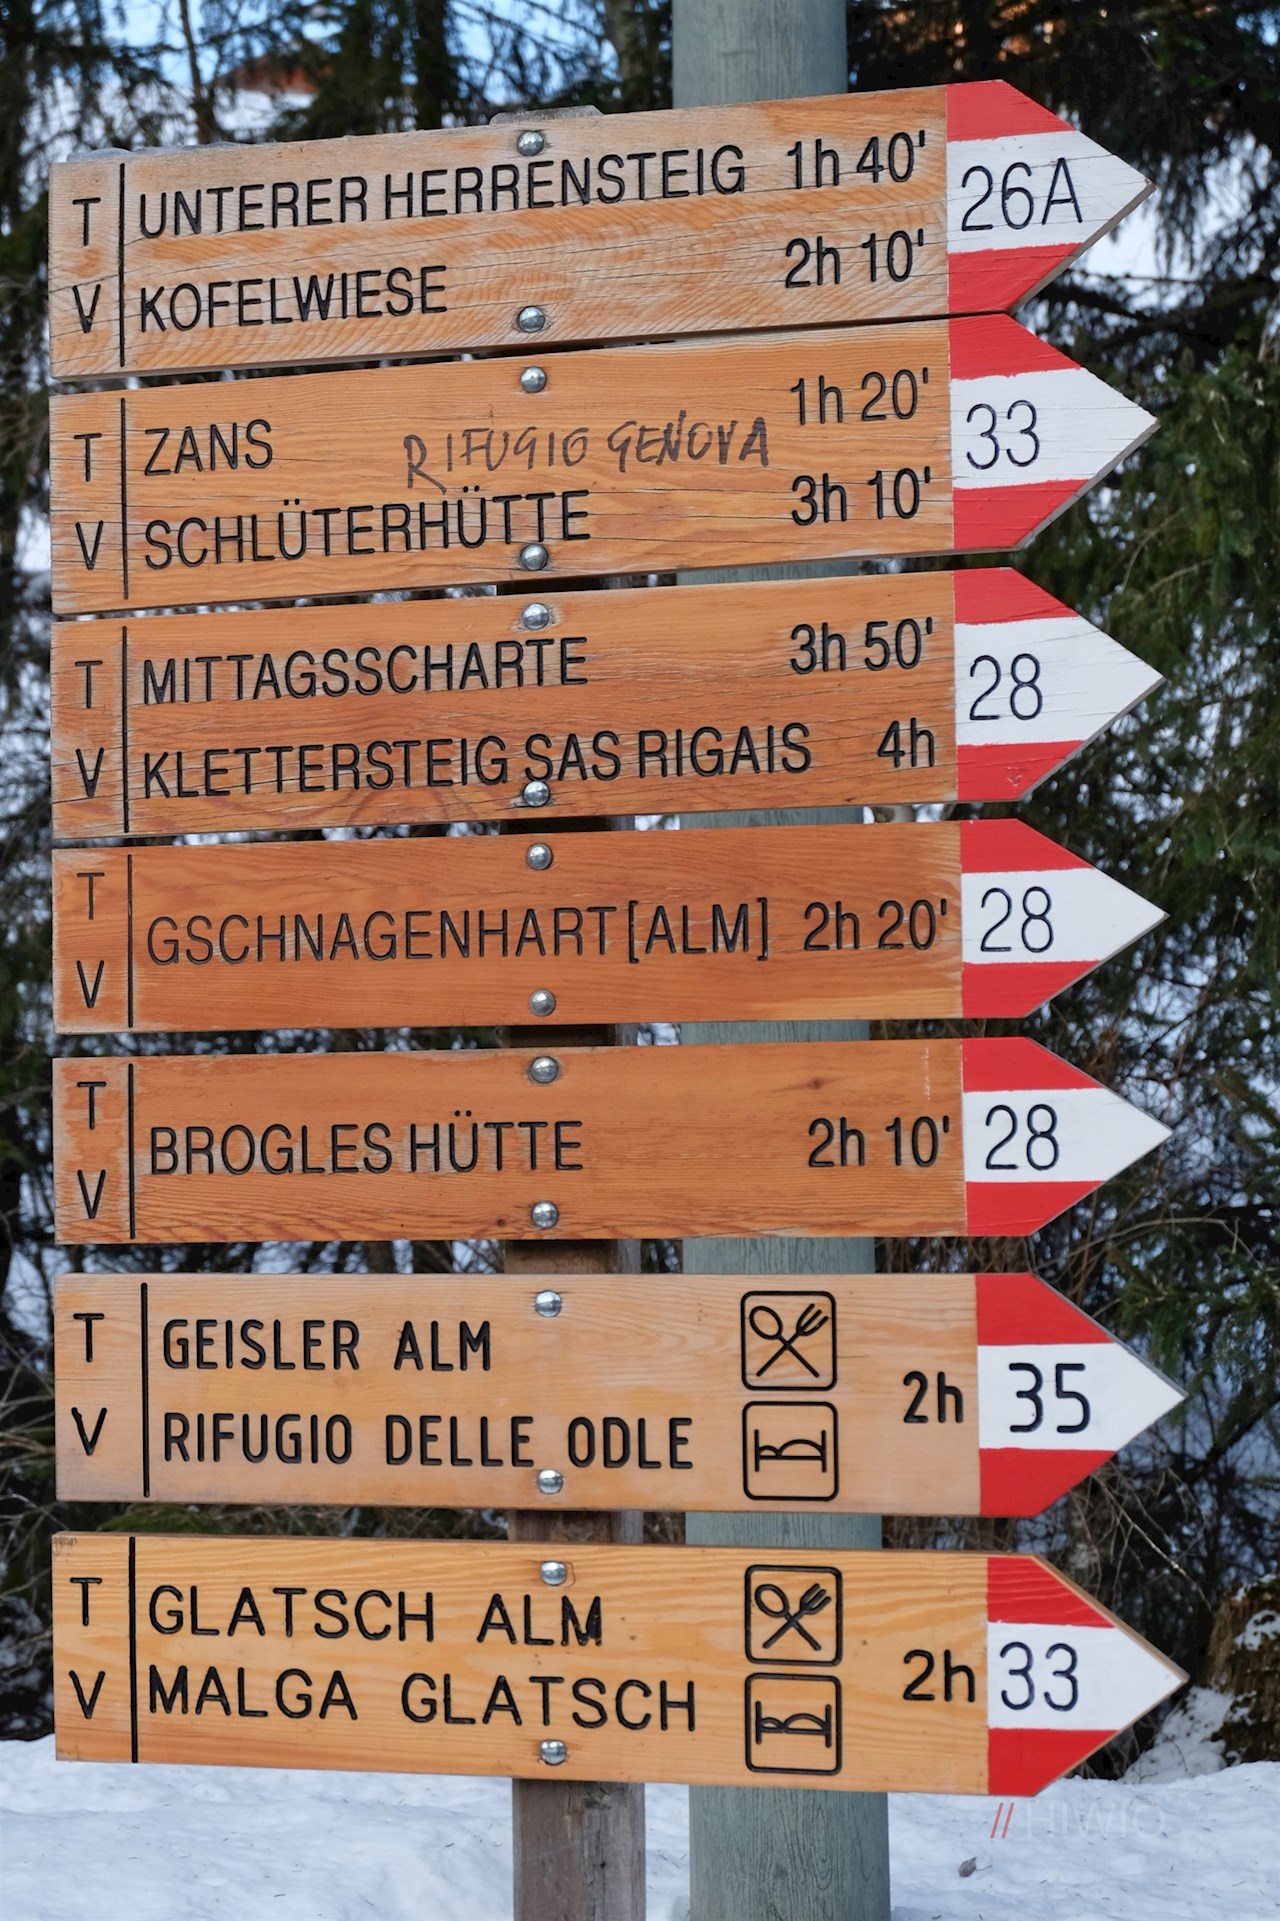 T UNTERER HERRENSTEIG 1h 40' 26A
V KOFELWIESE 2h 10'
T ZANS 1h 20' 33
RIFUGIO GENOVA
V SCHLÜTERHÜTTE 3h 10'
T MITTAGSSCHARTE 3h 50' 28
V KLETTERSTEIG SAS RIGAIS 4h
T V GSCHNAGENHART [ALM] 2h 20' 28
T V BROGLES HÜTTE 2h 10' 28
T GEISLER ALM 2h 35
V RIFUGIO DELLE ODLE
T GLATSCH ALM 2h 33
V MALGA GLATSCH
// HIWIO